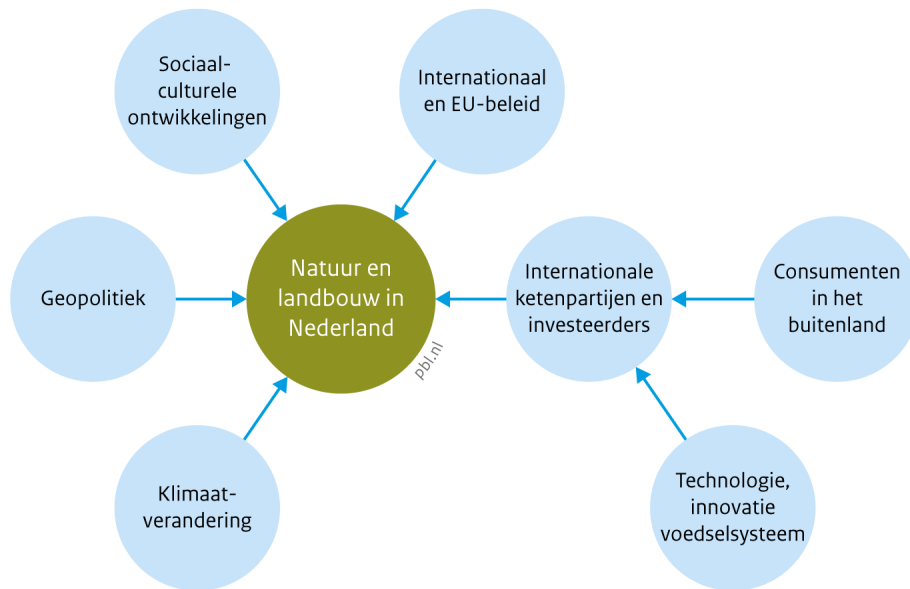 Sociaal-
culturele
ontwikkelingen
Internationaal
en EU-beleid
Geopolitiek
Natuur en
landbouw in
Nederland
pbl.nl
Internationale
ketenpartijen en
investeerders
Consumenten
in het
buitenland
Klimaat-
verandering
Technologie,
innovatie
voedselsysteem